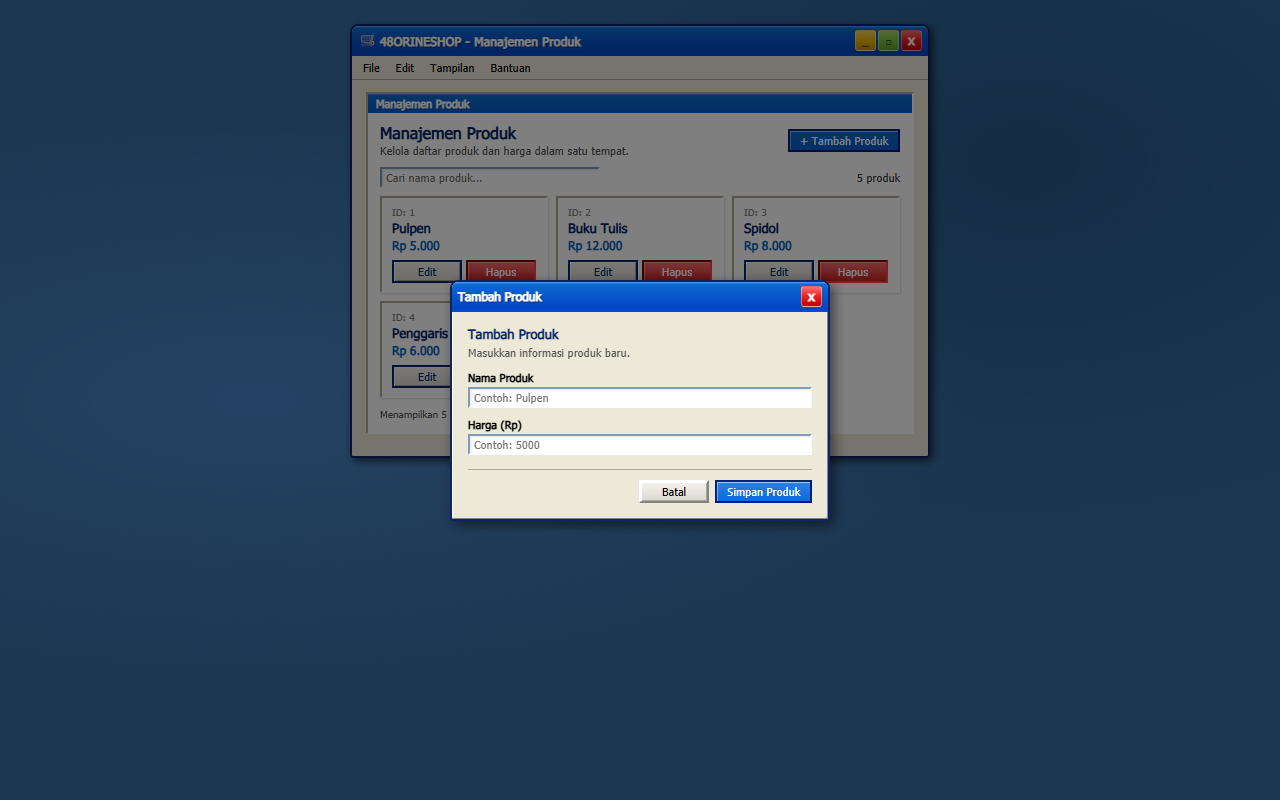 48ORINESHOP - Manajemen Produk
File Edit Tampilan Bantuan
Manajemen Produk
Manajemen Produk
Kelola daftar produk dan harga dalam satu tempat.
+ Tambah Produk
Cari nama produk...
5 produk
ID: 1
Pulpen
Rp 5.000
Edit Hapus
ID: 2
Buku Tulis
Rp 12.000
Edit Hapus
ID: 3
Spidol
Rp 8.000
Edit Hapus
ID: 4
Penggaris
Rp 6.000
Edit
Menampilkan 5
Tambah Produk
Tambah Produk
Masukkan informasi produk baru.
Nama Produk
Contoh: Pulpen
Harga (Rp)
Contoh: 5000
Batal Simpan Produk